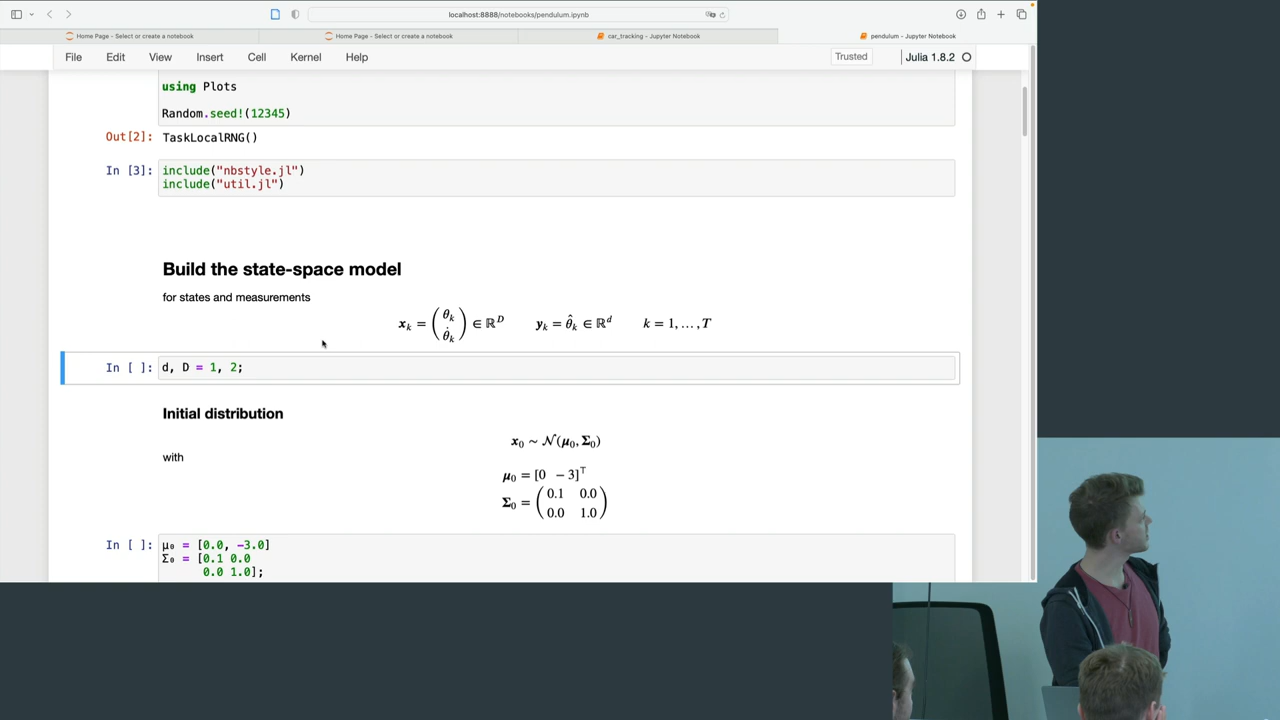 localhost:8888/notebooks/pendulum.ipynb
Home Page - Select or create a notebook
Home Page - Select or create a notebook
car_tracking - Jupyter Notebook
pendulum - Jupyter Notebook
File Edit View Insert Cell Kernel Help
Trusted
Julia 1.8.2
using Plots
Random.seed!(12345)
Out[2]: TaskLocalRNG()
In [3]: include("nbstyle.jl")
include("util.jl")
Build the state-space model
for states and measurements
x_k = (θ_k θ̇_k) ∈ ℝ^D y_k = θ̂_k ∈ ℝ^d k = 1, …, T
In [ ]: d, D = 1, 2;
Initial distribution
x₀ ~ 𝒩(μ₀, Σ₀)
with
μ₀ = [0 −3]^⊤
Σ₀ = (0.1 0.0
0.0 1.0)
In [ ]: μ₀ = [0.0, -3.0]
Σ₀ = [0.1 0.0
0.0 1.0];